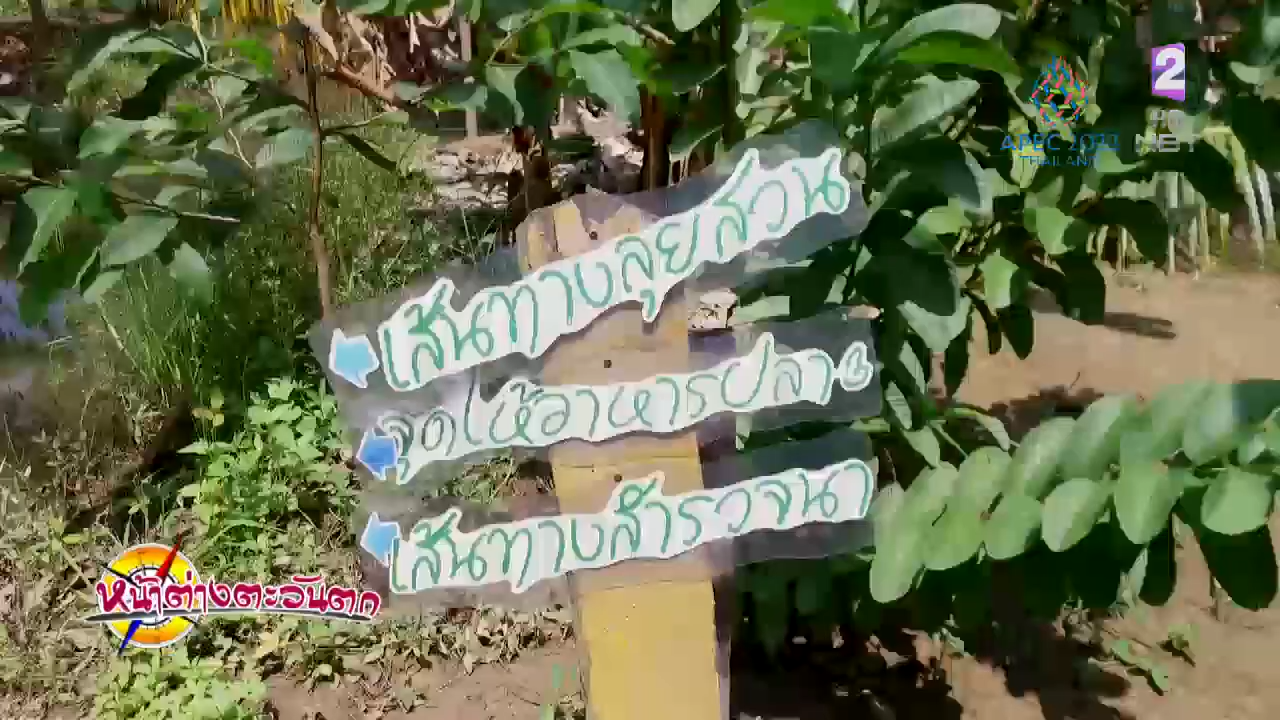 2
HD
NBT
APEC 2022
THAILAND
เส้นทางลุยสวน
จุดให้อาหารปลา
เส้นทางสำรวจนา
หน้าต่างตะวันตก